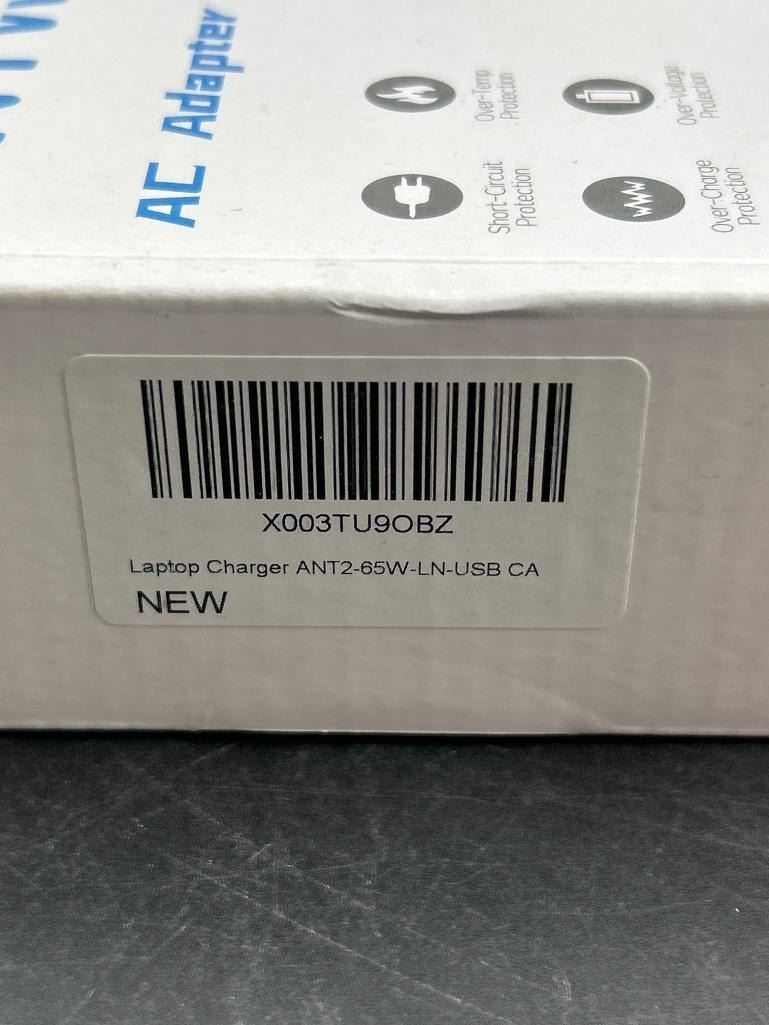 AC Adapter
Over-Temp
Protection
Over-Voltage
Protection
Short-Circuit
Protection
Over-Charge
Protection
X003TU9OBZ
Laptop Charger ANT2-65W-LN-USB CA
NEW